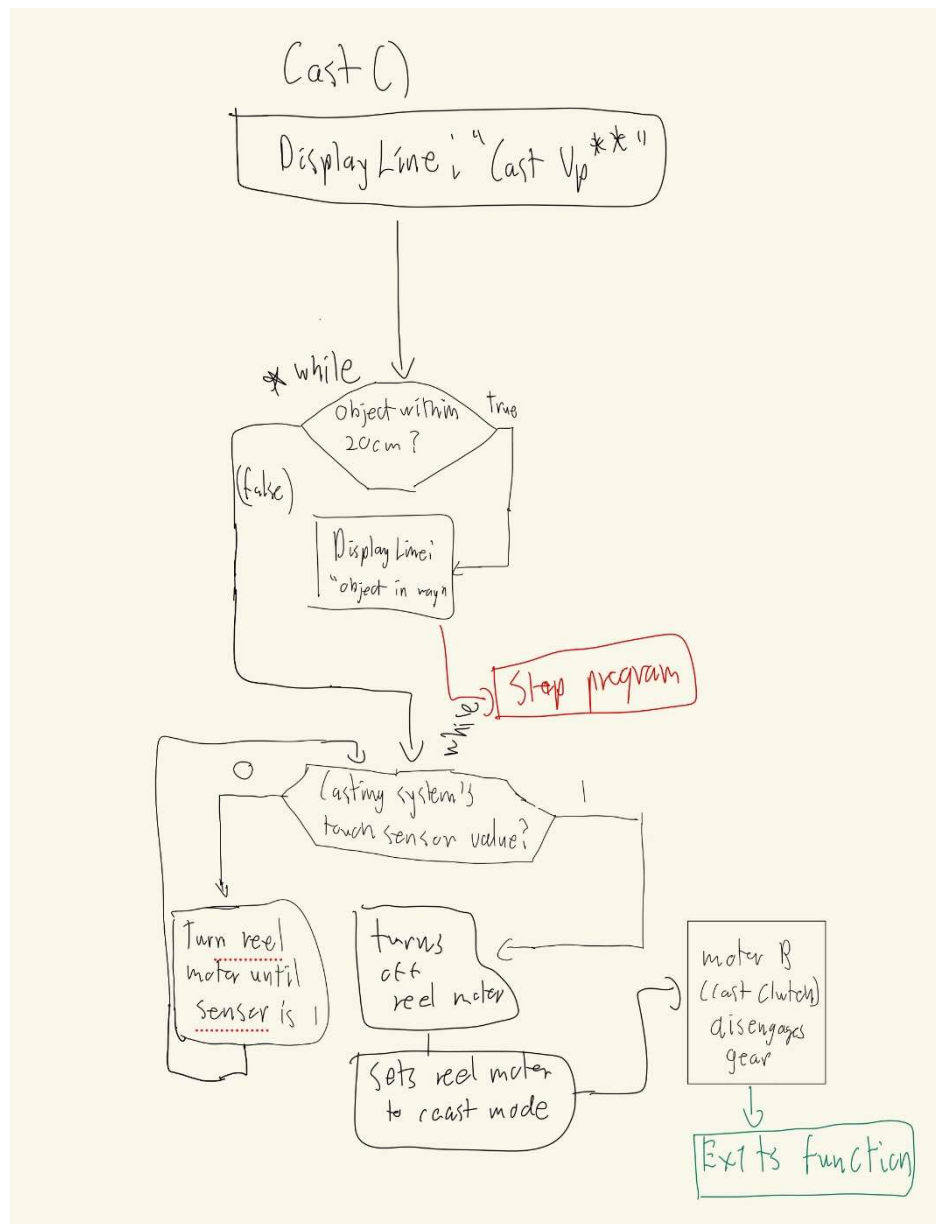 Cast ()
Display Line: "Cast Up**"
* while
object within
20cm?
true
(false)
Display Line:
"object in way"
Stop program
while
Casting system's
touch sensor value?
0
1
Turn reel
motor until
sensor is 1
turns
off
reel motor
Sets reel motor
to coast mode
motor B
(Cast Clutch)
disengages
gear
Exits function